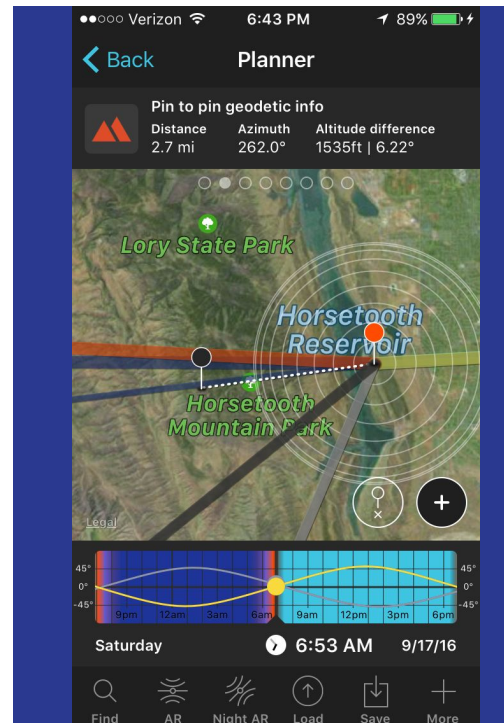 Verizon 6:43 PM 89%
Back Planner
Pin to pin geodetic info
Distance Azimuth Altitude difference
2.7 mi 262.0° 1535ft | 6.22°
Lory State Park
Horsetooth
Reservoir
Horsetooth
Mountain Park
Legal
45° 45°
0° 0°
-45° -45°
9pm 12am 3am 6am 9am 12pm 3pm 6pm
Saturday 6:53 AM 9/17/16
Find AR Night AR Load Save More